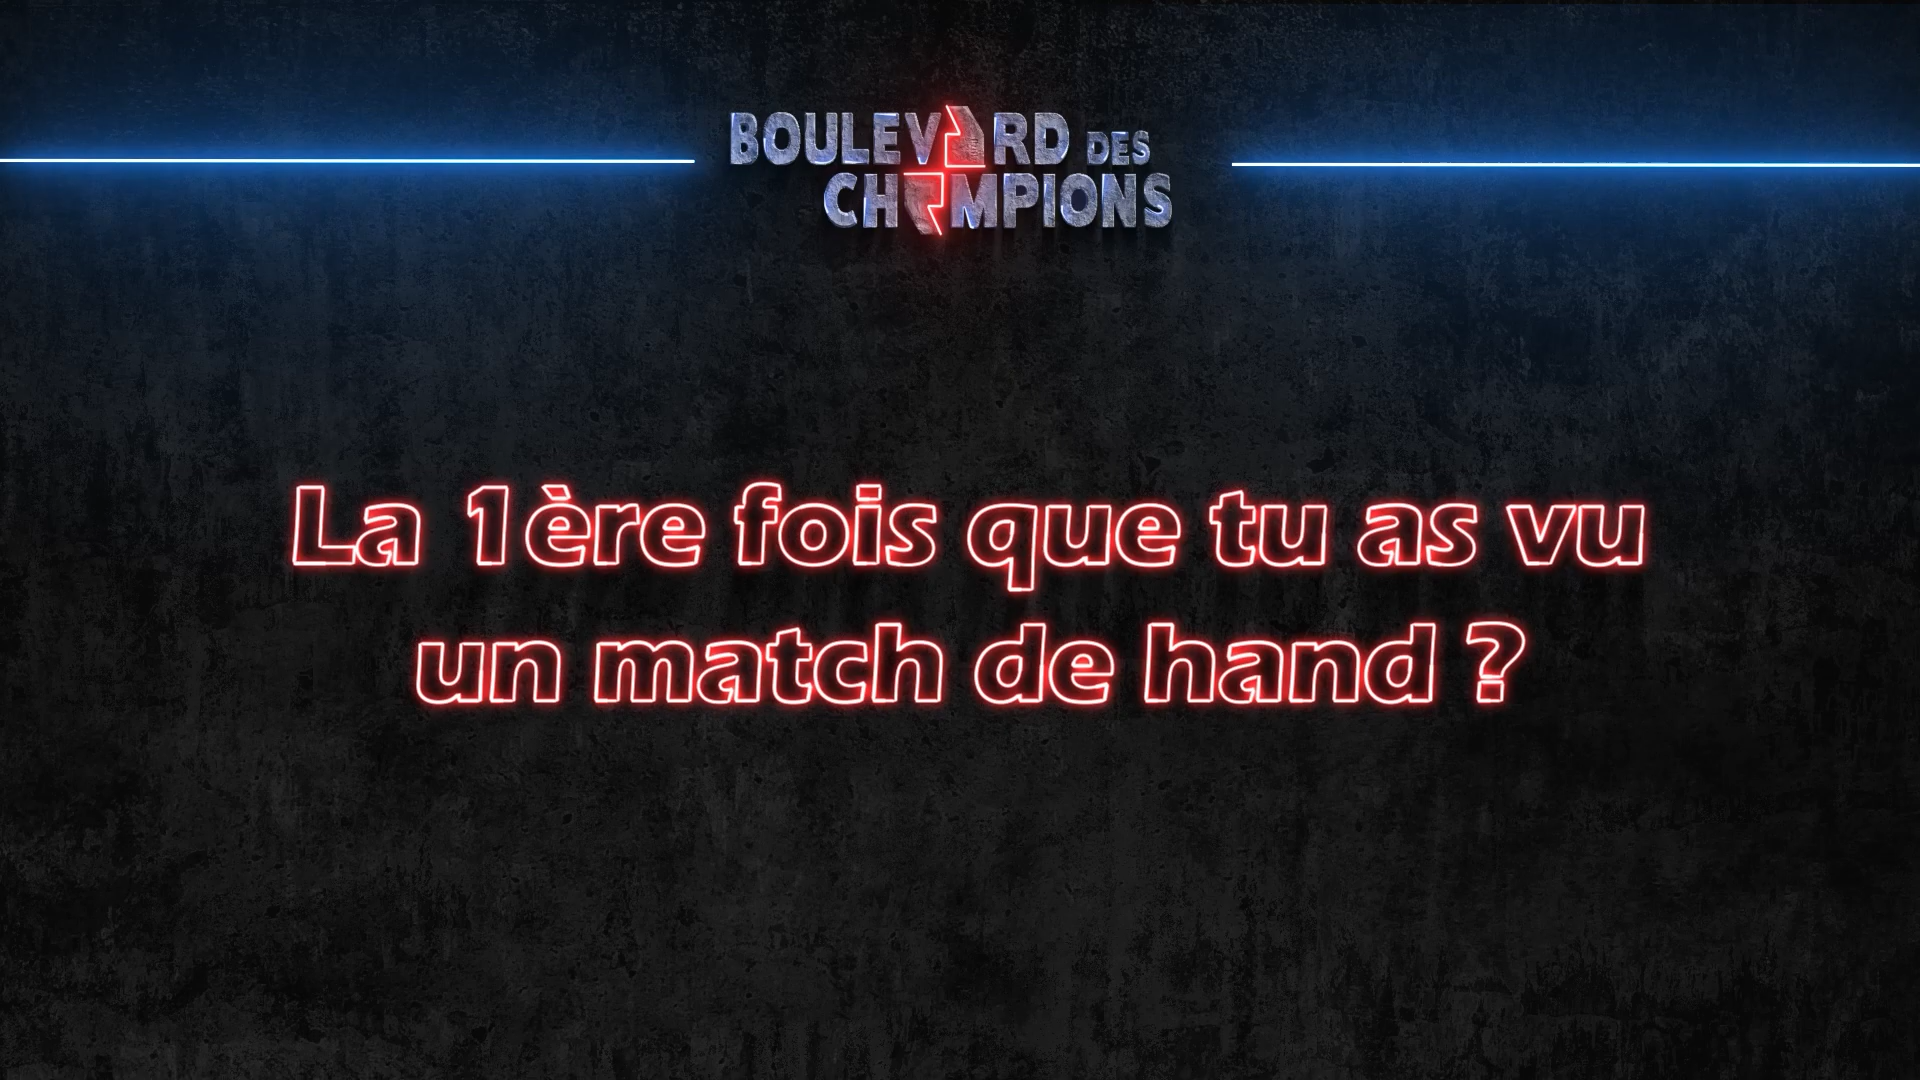 BOULEVARD DES
CHAMPIONS
La 1ère fois que tu as vu
un match de hand ?